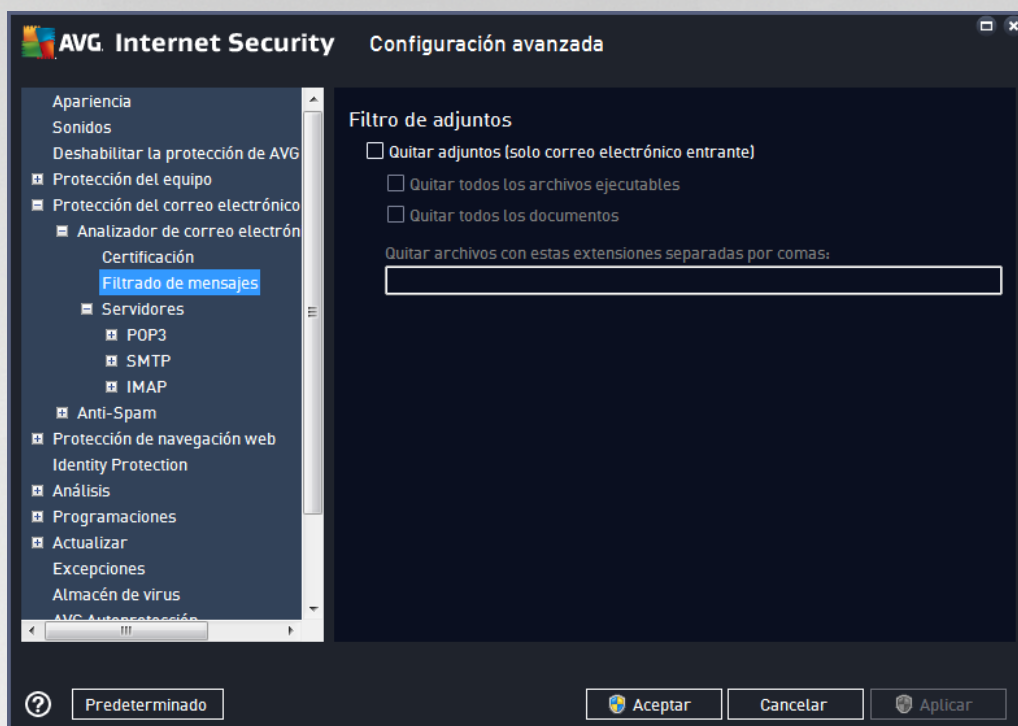 AVG. Internet Security
Configuración avanzada
Apariencia
Sonidos
Deshabilitar la protección de AVG
Protección del equipo
Protección del correo electrónico
Analizador de correo electrón
Certificación
Filtrado de mensajes
Servidores
POP3
SMTP
IMAP
Anti-Spam
Protección de navegación web
Identity Protection
Análisis
Programaciones
Actualizar
Excepciones
Almacén de virus
AVG Autoprotección
Filtro de adjuntos
Quitar adjuntos (solo correo electrónico entrante)
Quitar todos los archivos ejecutables
Quitar todos los documentos
Quitar archivos con estas extensiones separadas por comas:
Predeterminado
Aceptar
Cancelar
Aplicar